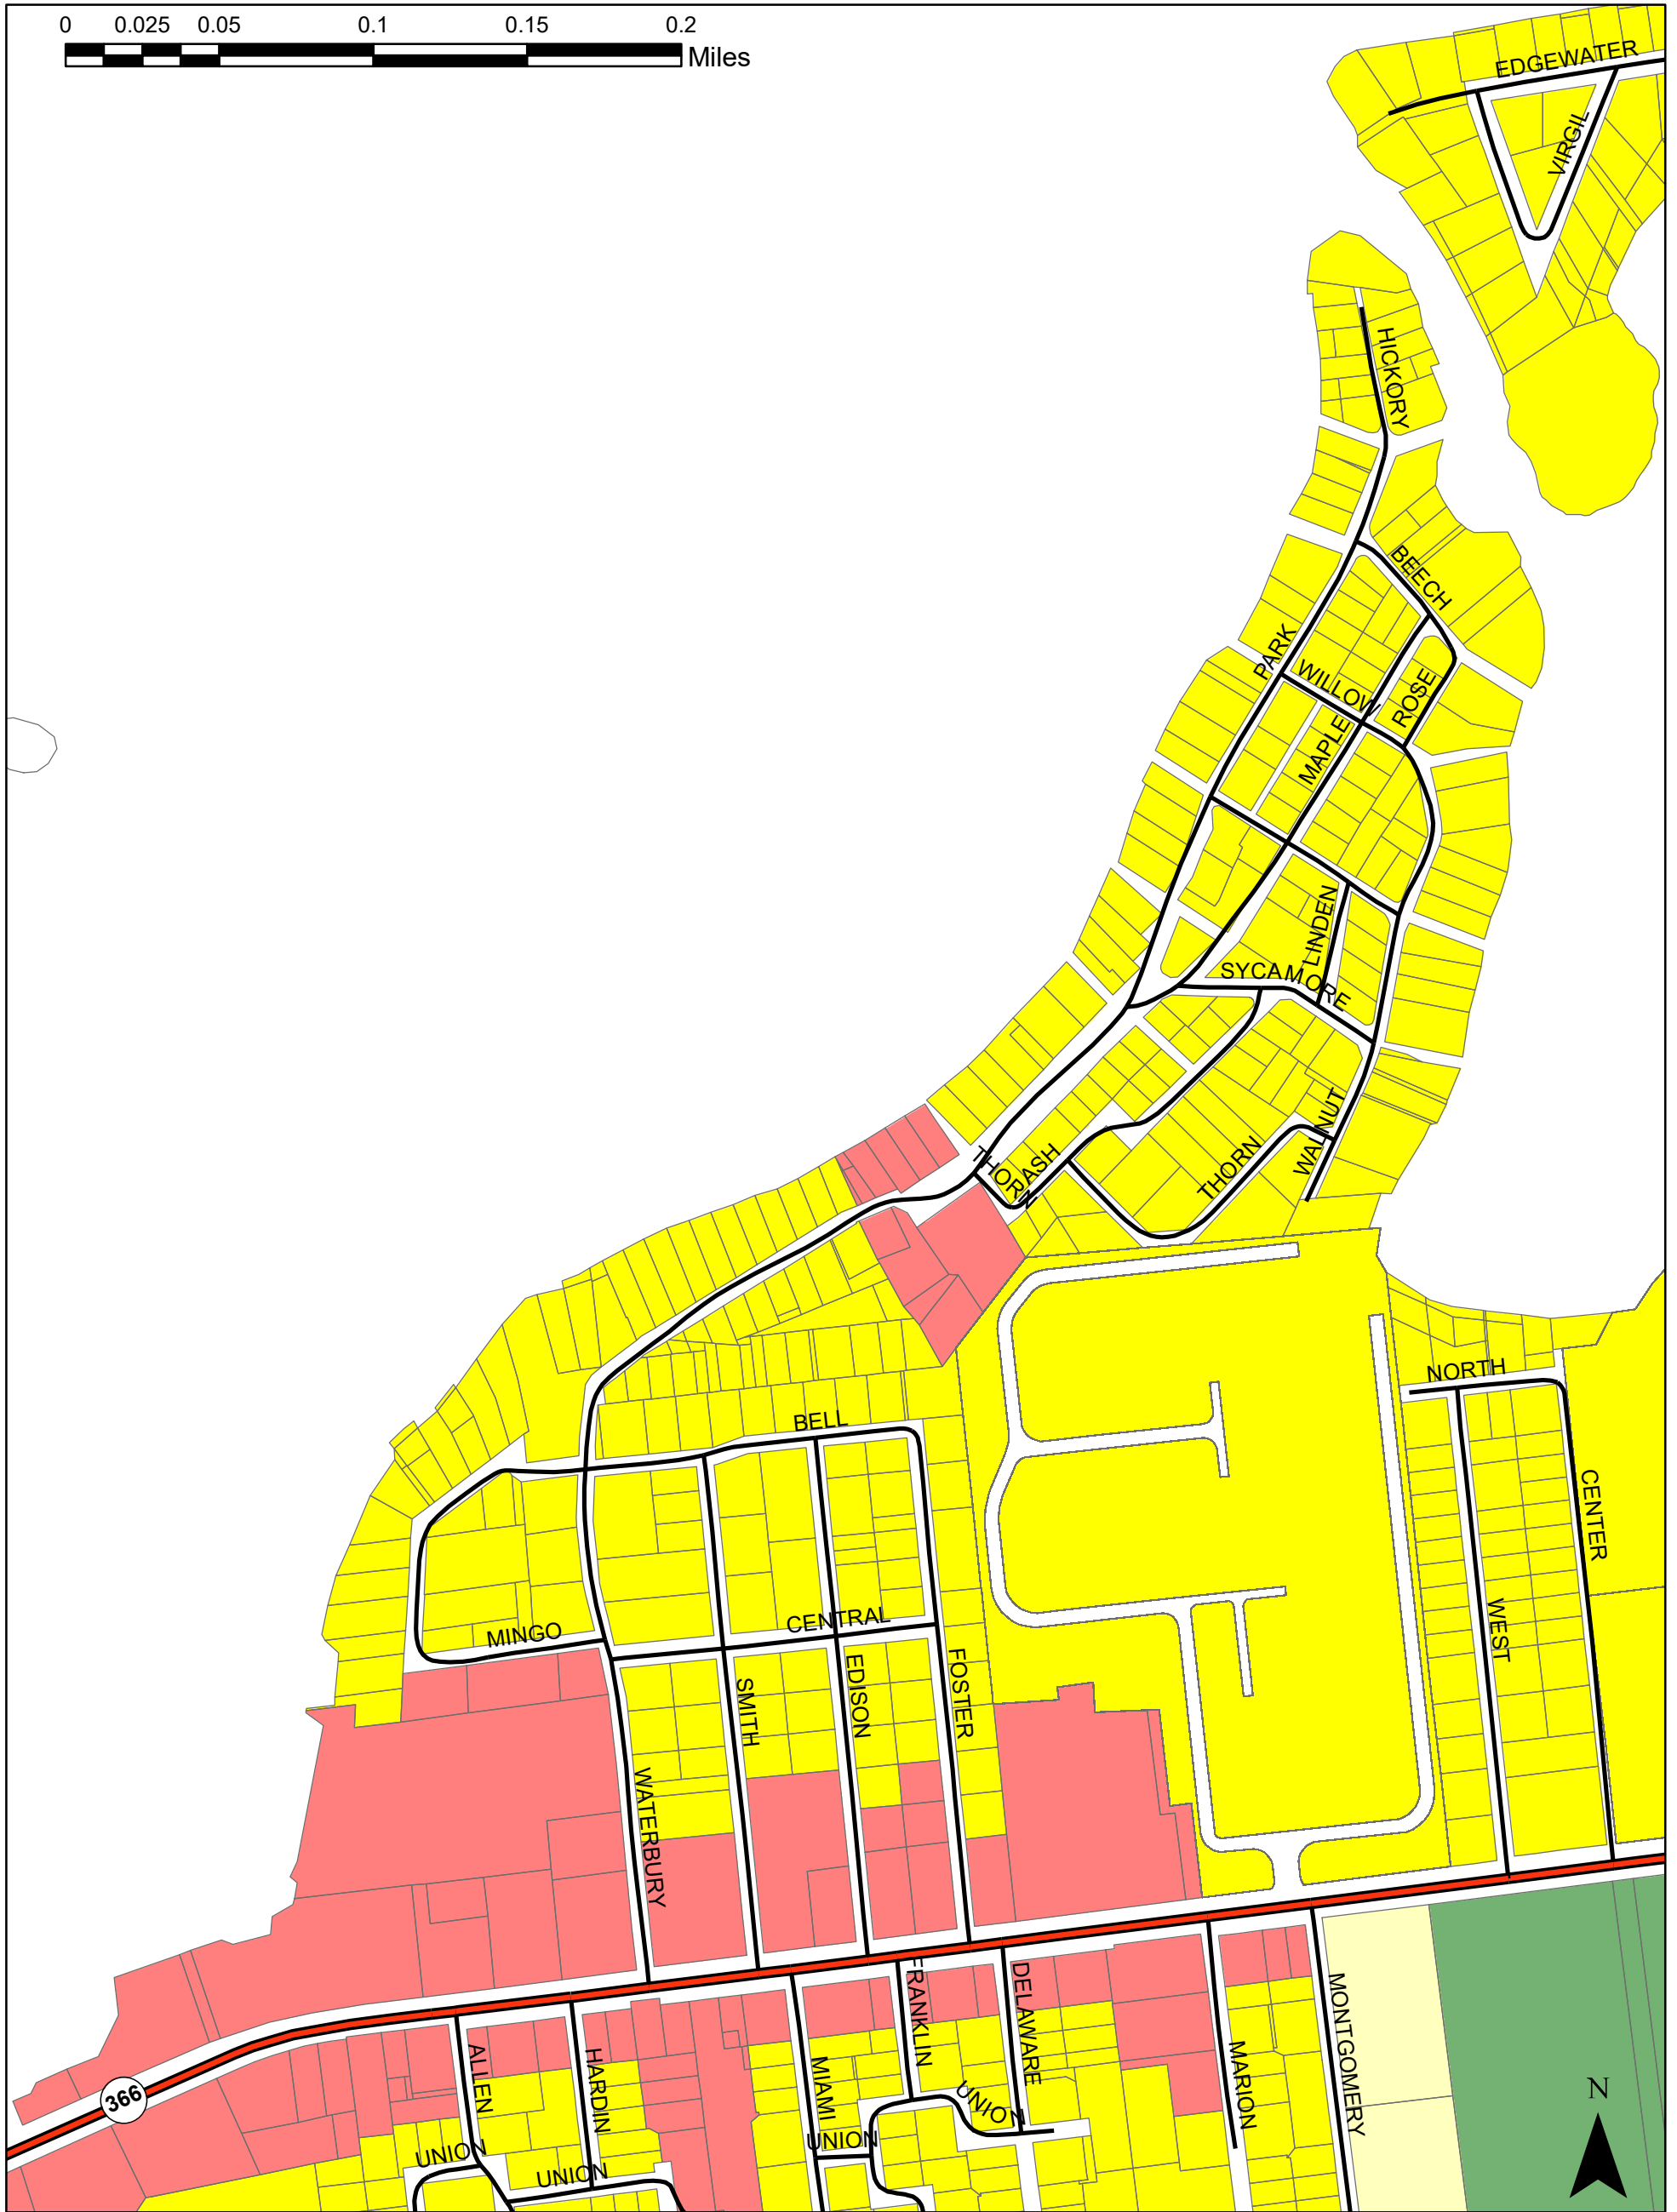 0 0.025 0.05 0.1 0.15 0.2
Miles
EDGEWATER
VIRGIL
HICKORY
BEECH
PARK
WILLOW
ROSE
MAPLE
LINDEN
SYCAMORE
WALNUT
THORN
ASH
THORN
NORTH
BELL
CENTER
CENTRAL
MINGO
WEST
FOSTER
EDISON
SMITH
WATERBURY
FRANKLIN
DELAWARE
MONTGOMERY
ALLEN
HARDIN
MIAMI
MARION
366
UNION
UNION
UNION
UNION
N